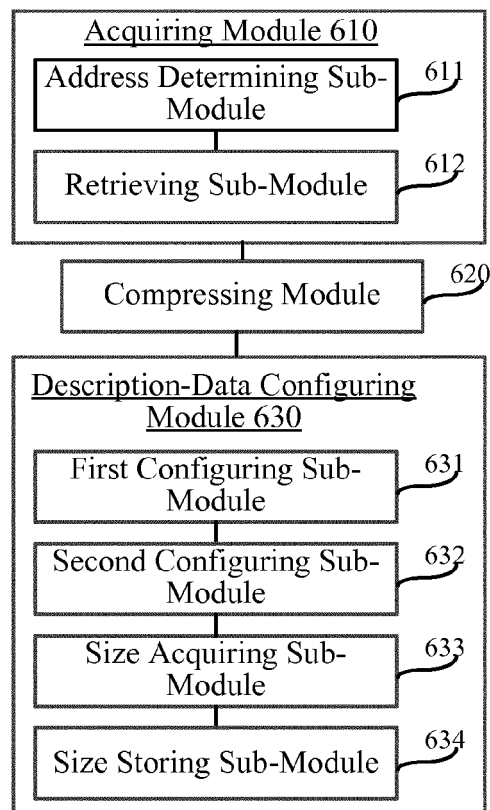 Acquiring Module 610
Address Determining Sub-
Module
611
Retrieving Sub-Module
612
Compressing Module
620
Description-Data Configuring
Module 630
First Configuring Sub-
Module
631
Second Configuring Sub-
Module
632
Size Acquiring Sub-
Module
633
Size Storing Sub-Module
634